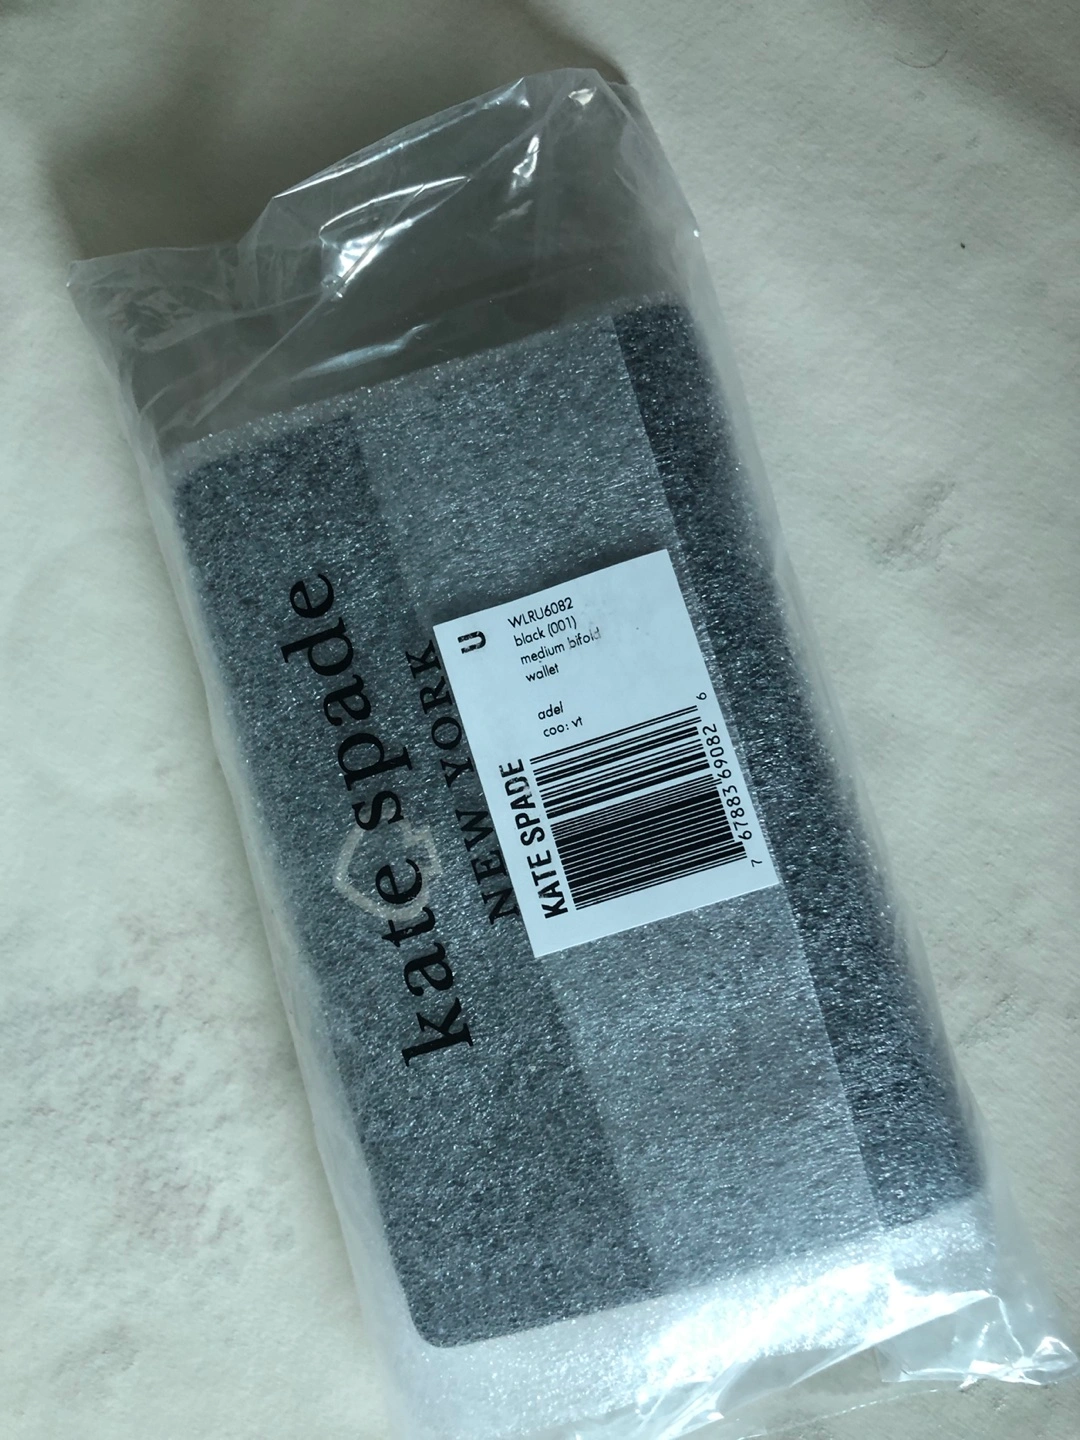 kate spade
NEW YORK
U
WLRU6082
black (001)
medium bifold
wallet
adel
coo: vt
KATE SPADE
7 67883 69082 6